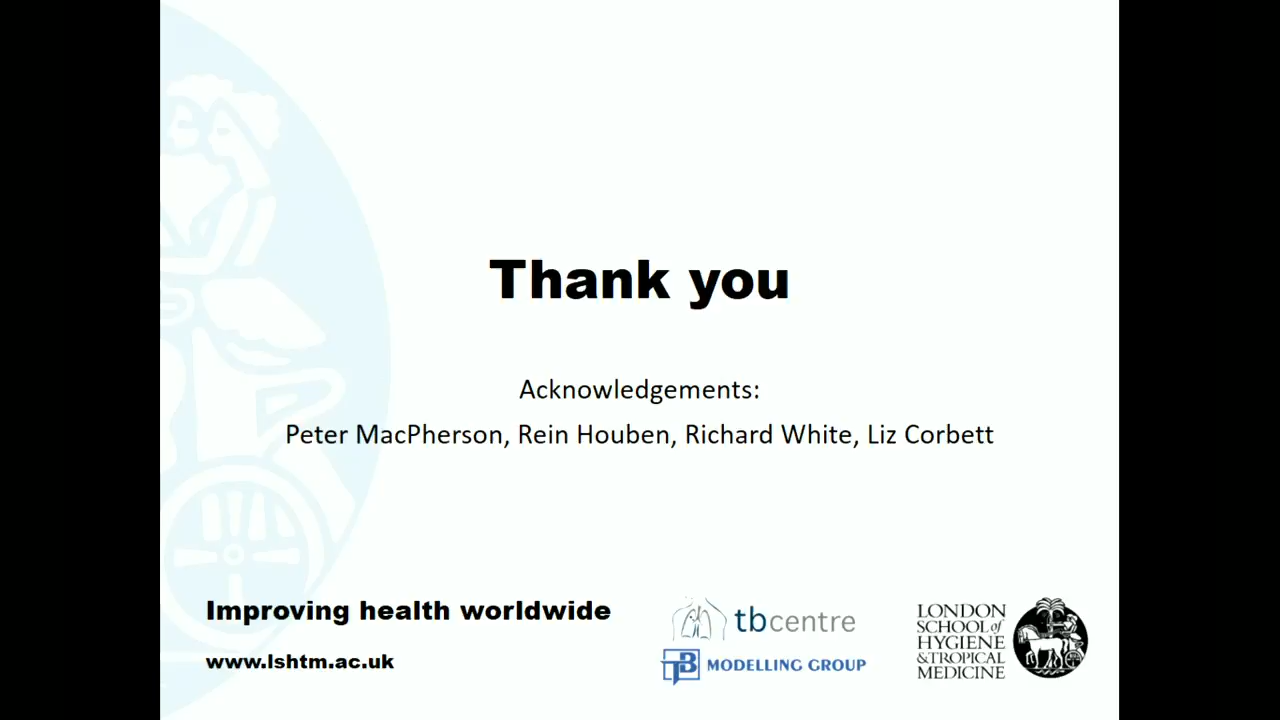 Thank you
Acknowledgements:
Peter MacPherson, Rein Houben, Richard White, Liz Corbett
Improving health worldwide
www.lshtm.ac.uk
tbcentre
TB MODELLING GROUP
LONDON
SCHOOL of
HYGIENE
& TROPICAL
MEDICINE